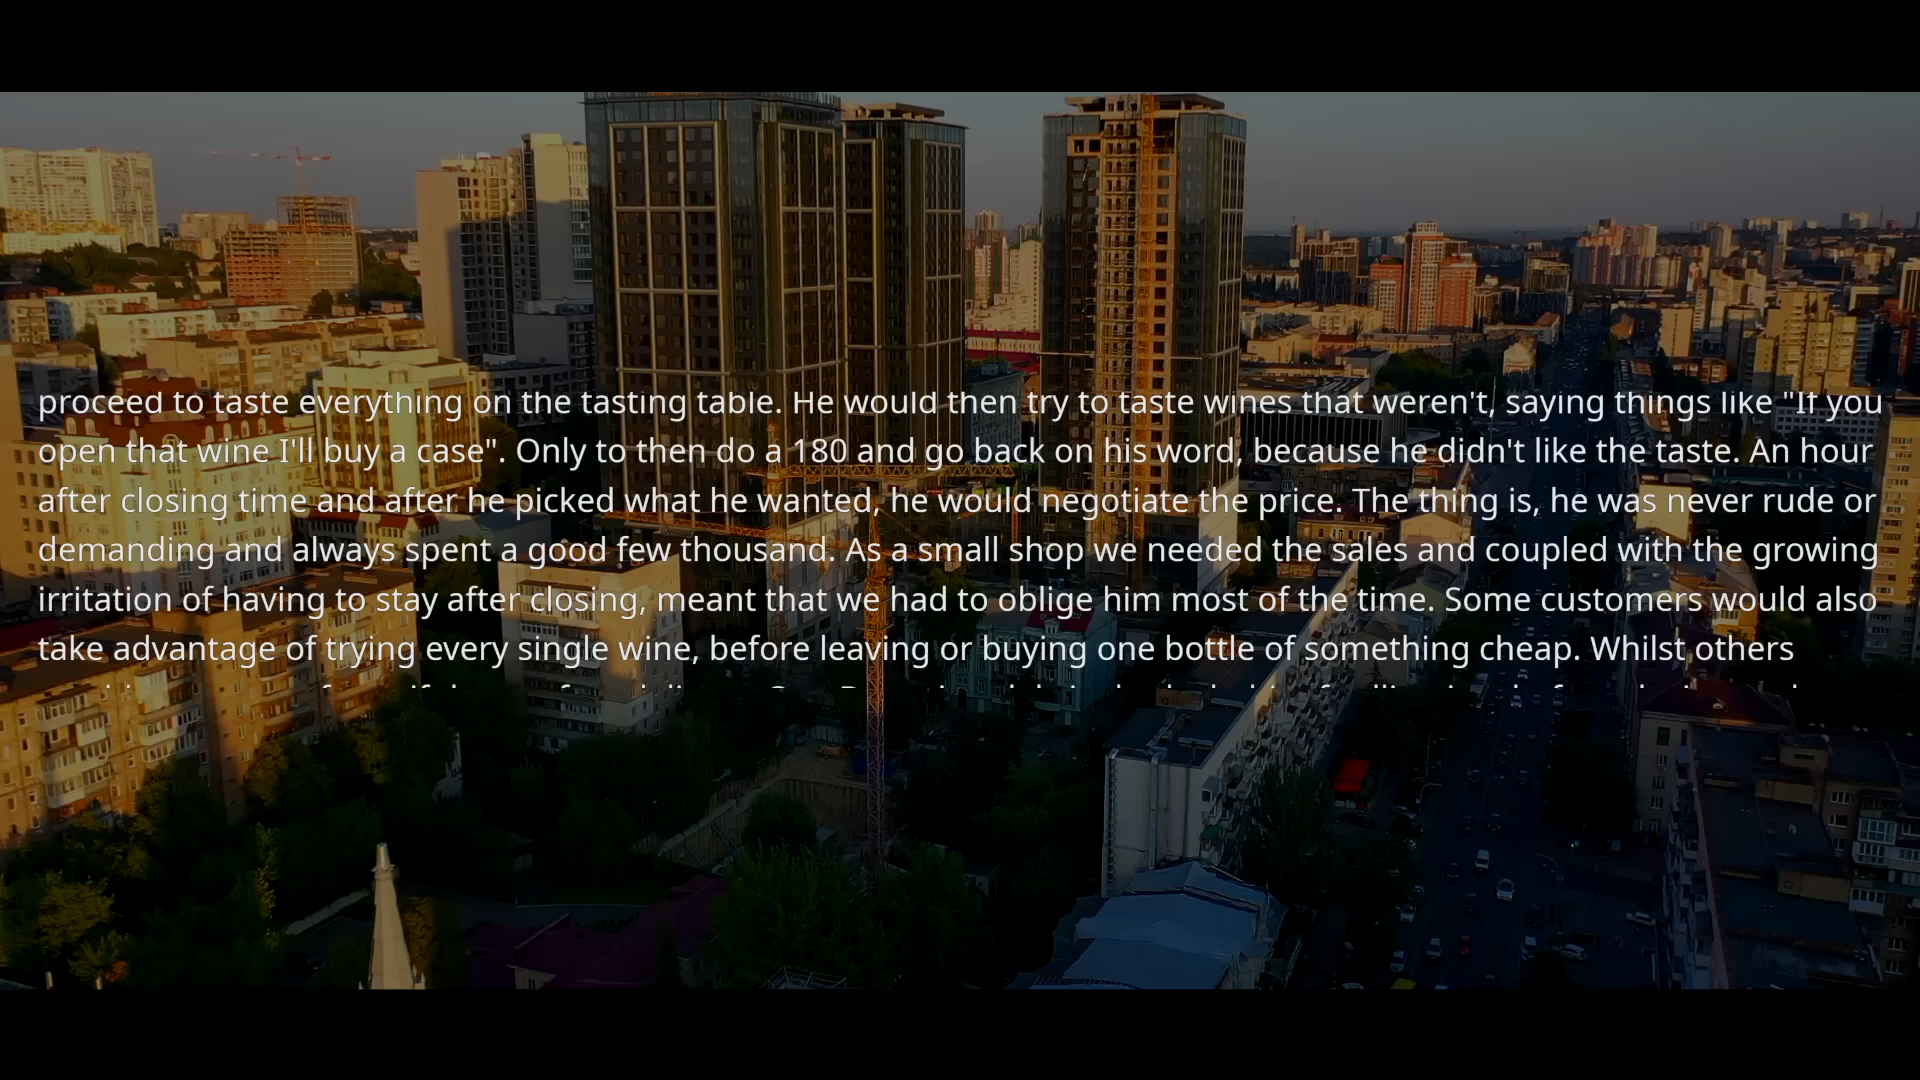 proceed to taste everything on the tasting table. He would then try to taste wines that weren't, saying things like "If you
open that wine I'll buy a case". Only to then do a 180 and go back on his word, because he didn't like the taste. An hour
after closing time and after he picked what he wanted, he would negotiate the price. The thing is, he was never rude or
demanding and always spent a good few thousand. As a small shop we needed the sales and coupled with the growing
irritation of having to stay after closing, meant that we had to oblige him most of the time. Some customers would also
take advantage of trying every single wine, before leaving or buying one bottle of something cheap. Whilst others